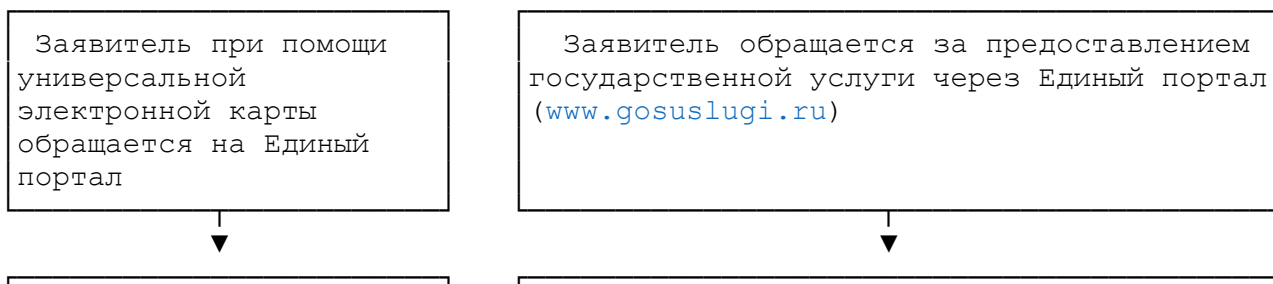 Заявитель при помощи
универсальной
электронной карты
обращается на Единый
портал
Заявитель обращается за предоставлением
государственной услуги через Единый портал
(www.gosuslugi.ru)